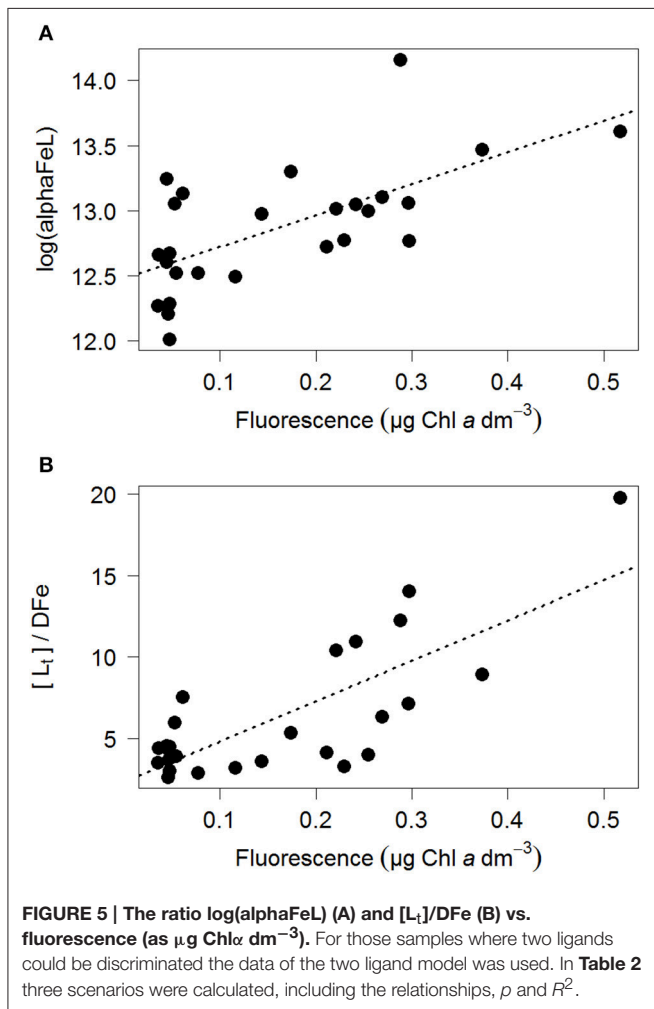 A
log(alphaFeL)
14.0
13.5
13.0
12.5
12.0
0.1 0.2 0.3 0.4 0.5
Fluorescence (μg Chl a dm−3)
B
[Lt] / DFe
20
15
10
5
0.1 0.2 0.3 0.4 0.5
Fluorescence (μg Chl a dm−3)
FIGURE 5 | The ratio log(alphaFeL) (A) and [Lt]/DFe (B) vs.
fluorescence (as μg Chlα dm−3). For those samples where two ligands
could be discriminated the data of the two ligand model was used. In Table 2
three scenarios were calculated, including the relationships, p and R2.